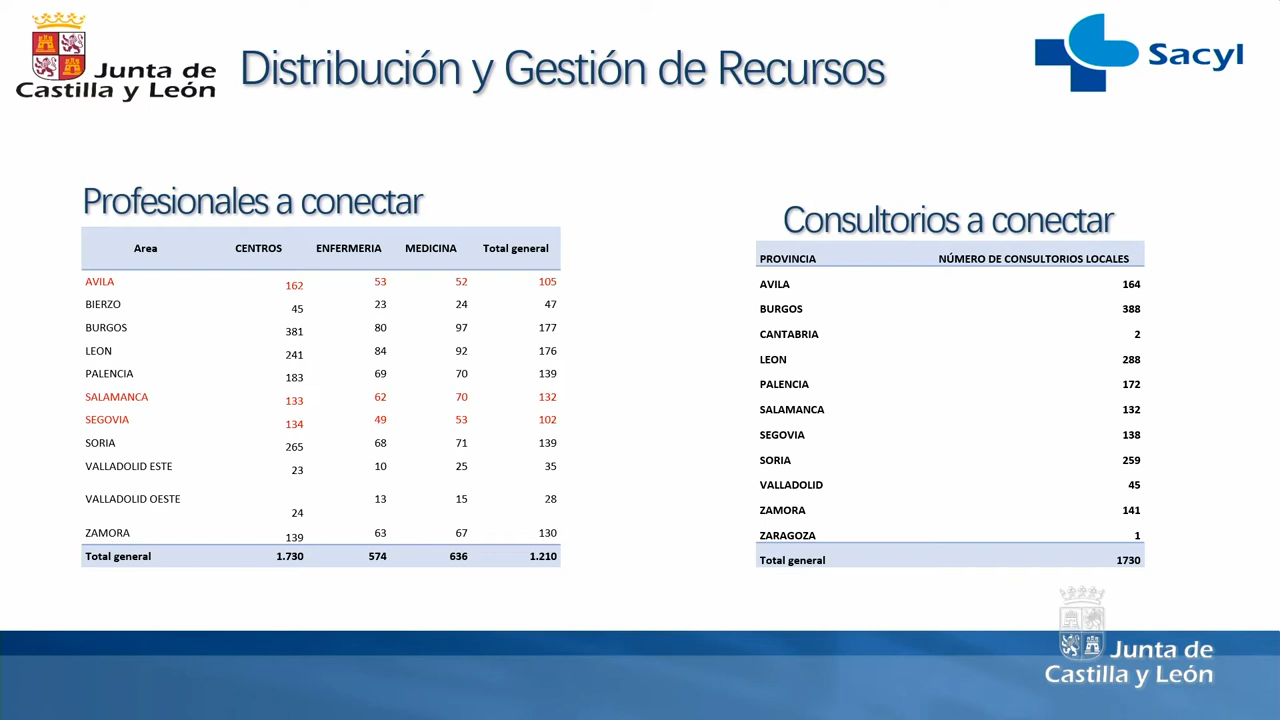 Junta de
Castilla y León
Distribución y Gestión de Recursos
Sacyl
Profesionales a conectar
Area CENTROS ENFERMERIA MEDICINA Total general
AVILA 162 53 52 105
BIERZO 45 23 24 47
BURGOS 381 80 97 177
LEON 241 84 92 176
PALENCIA 183 69 70 139
SALAMANCA 133 62 70 132
SEGOVIA 134 49 53 102
SORIA 265 68 71 139
VALLADOLID ESTE 23 10 25 35
VALLADOLID OESTE 24 13 15 28
ZAMORA 139 63 67 130
Total general 1.730 574 636 1.210
Consultorios a conectar
PROVINCIA NÚMERO DE CONSULTORIOS LOCALES
AVILA 164
BURGOS 388
CANTABRIA 2
LEON 288
PALENCIA 172
SALAMANCA 132
SEGOVIA 138
SORIA 259
VALLADOLID 45
ZAMORA 141
ZARAGOZA 1
Total general 1730
Junta de
Castilla y León